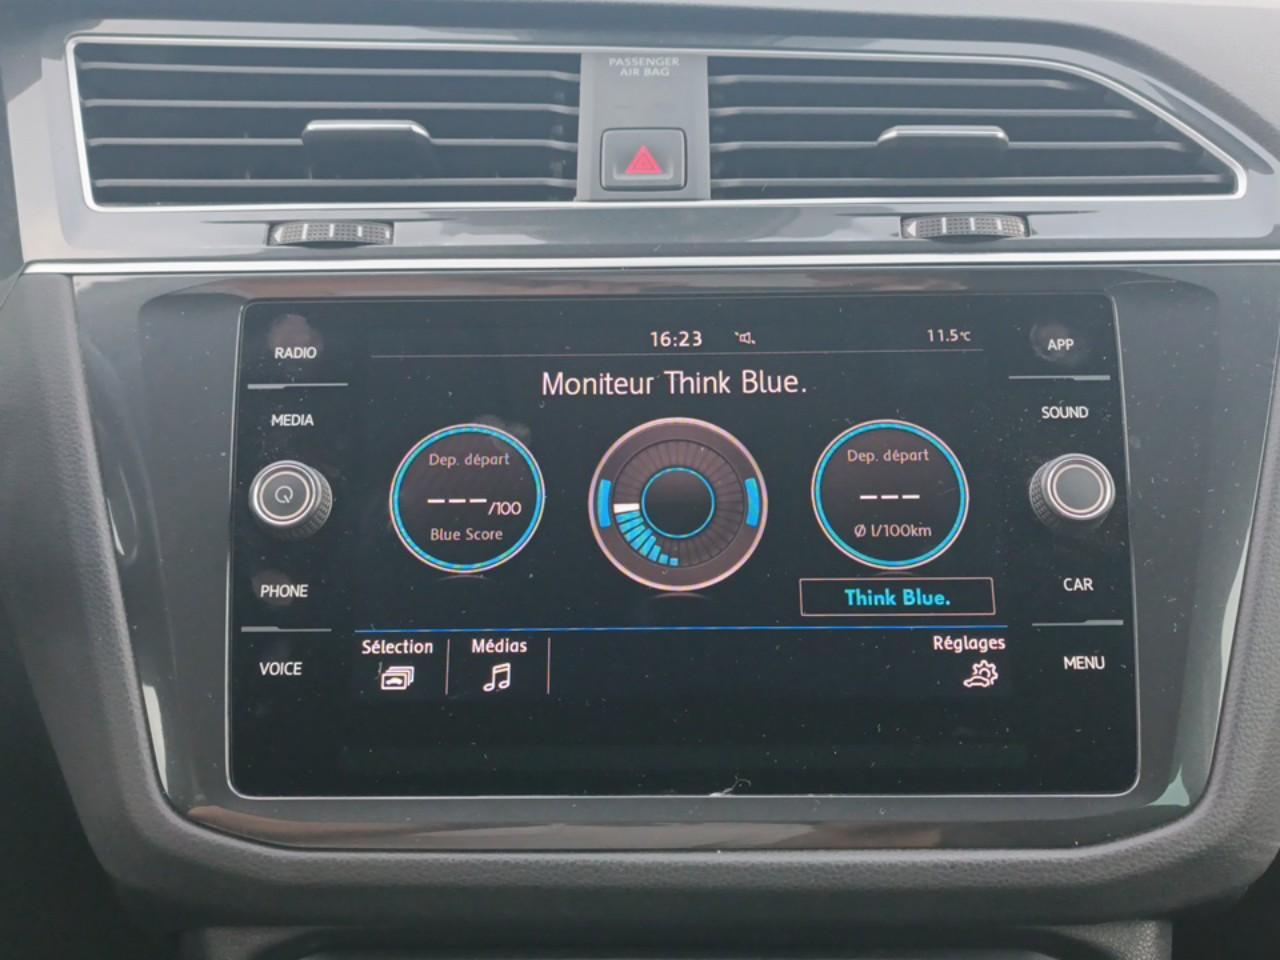 PASSENGER
AIR BAG
RADIO
MEDIA
PHONE
VOICE
16:23
11.5°C
Moniteur Think Blue.
Dep. départ
---/100
Blue Score
Dep. départ
---
Ø l/100km
Think Blue.
Sélection
Médias
Réglages
APP
SOUND
CAR
MENU